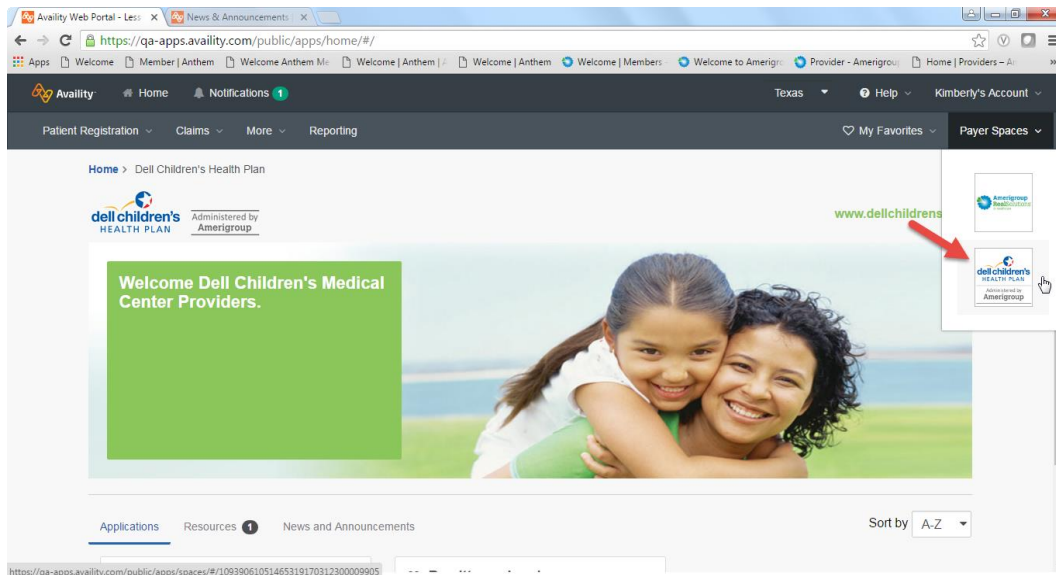 Availity Web Portal - Less
News & Announcements
https://qa-apps.availity.com/public/apps/home/#/
Apps Welcome Member | Anthem Welcome Anthem Me Welcome | Anthem | Welcome | Anthem Welcome | Members - Welcome to Amerigro Provider - Amerigroup Home | Providers – An
Availity Home Notifications 1 Texas Help Kimberly's Account
Patient Registration Claims More Reporting My Favorites Payer Spaces
Home > Dell Children's Health Plan
dell children's
HEALTH PLAN
Administered by
Amerigroup
www.dellchildrens
Amerigroup
RealSolutions
dell children's
HEALTH PLAN
Administered by
Amerigroup
Welcome Dell Children's Medical
Center Providers.
Applications Resources 1 News and Announcements Sort by A-Z
https://qa-apps.availity.com/public/apps/spaces/#/10939061051465319170312300009905